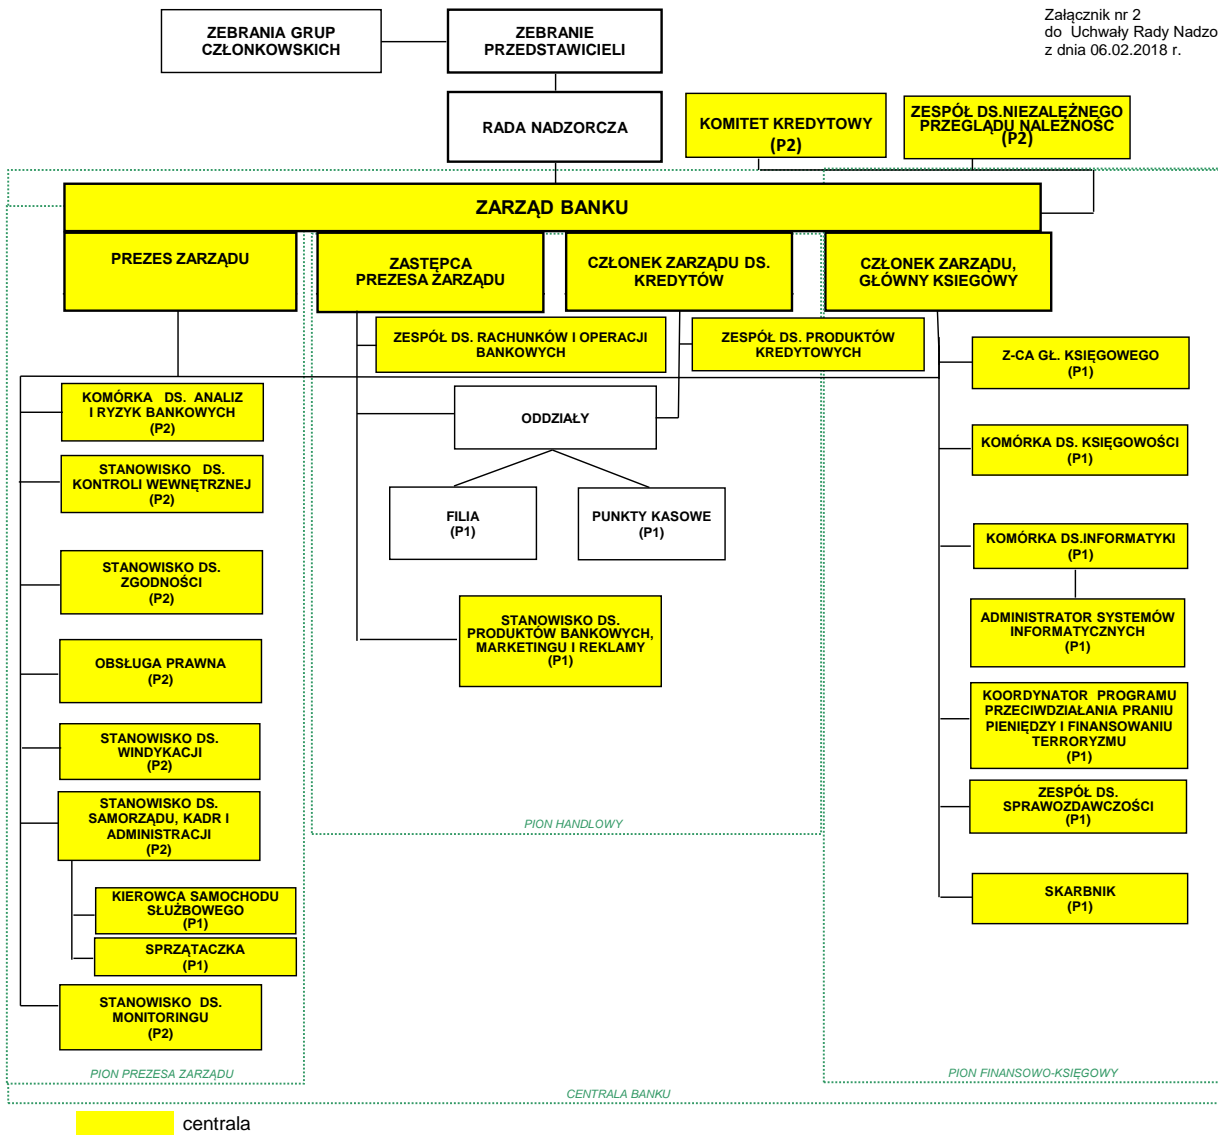 Załącznik nr 2
do Uchwały Rady Nadzo
z dnia 06.02.2018 r.
ZEBRANIA GRUP
CZŁONKOWSKICH
ZEBRANIE
PRZEDSTAWICIELI
RADA NADZORCZA
KOMITET KREDYTOWY
(P2)
ZESPÓŁ DS.NIEZALEŻNEGO
PRZEGLĄDU NALEŻNOŚC
(P2)
ZARZĄD BANKU
PREZES ZARZĄDU
ZASTĘPCA
PREZESA ZARZĄDU
CZŁONEK ZARZĄDU DS.
KREDYTÓW
CZŁONEK ZARZĄDU,
GŁÓWNY KSIEGOWY
ZESPÓŁ DS. RACHUNKÓW I OPERACJI
BANKOWYCH
ZESPÓŁ DS. PRODUKTÓW
KREDYTOWYCH
Z-CA GŁ. KSIĘGOWEGO
(P1)
KOMÓRKA DS. ANALIZ
I RYZYK BANKOWYCH
(P2)
ODDZIAŁY
KOMÓRKA DS. KSIĘGOWOŚCI
(P1)
STANOWISKO DS.
KONTROLI WEWNĘTRZNEJ
(P2)
FILIA
(P1)
PUNKTY KASOWE
(P1)
KOMÓRKA DS.INFORMATYKI
(P1)
STANOWISKO DS.
ZGODNOŚCI
(P2)
STANOWISKO DS.
PRODUKTÓW BANKOWYCH,
MARKETINGU I REKLAMY
(P1)
ADMINISTRATOR SYSTEMÓW
INFORMATYCZNYCH
(P1)
OBSŁUGA PRAWNA
(P2)
KOORDYNATOR PROGRAMU
PRZECIWDZIAŁANIA PRANIU
PIENIĘDZY I FINANSOWANIU
TERRORYZMU
(P1)
STANOWISKO DS.
WINDYKACJI
(P2)
STANOWISKO DS.
SAMORZĄDU, KADR I
ADMINISTRACJI
(P2)
ZESPÓŁ DS.
SPRAWOZDAWCZOŚCI
(P1)
PION HANDLOWY
KIEROWCA SAMOCHODU
SŁUŻBOWEGO
(P1)
SKARBNIK
(P1)
SPRZĄTACZKA
(P1)
STANOWISKO DS.
MONITORINGU
(P2)
PION PREZESA ZARZĄDU
PION FINANSOWO-KSIĘGOWY
CENTRALA BANKU
centrala